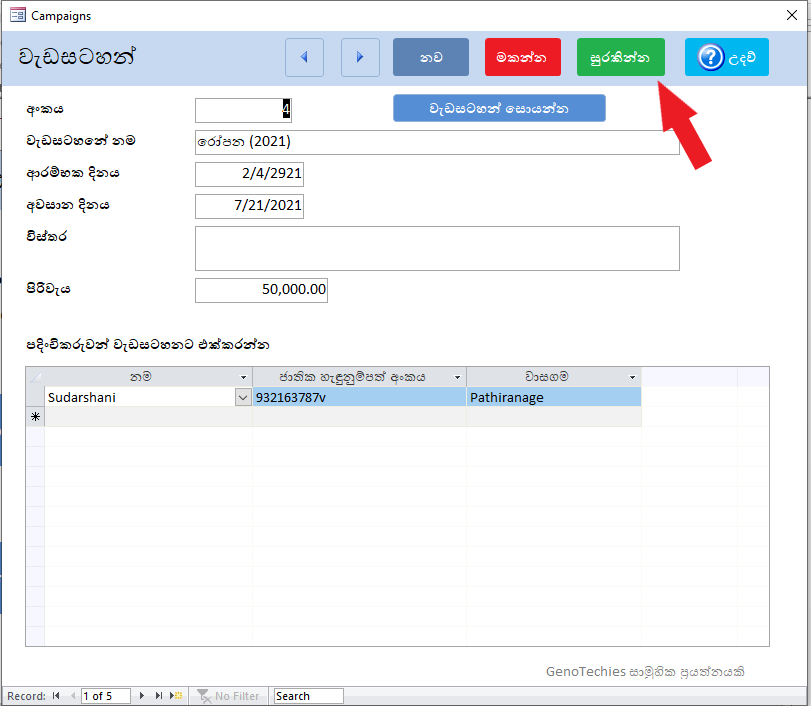 Campaigns
වැඩසටහන්
නව
මකන්න
සුරකින්න
? උදව්
අංකය
4
වැඩසටහන් සොයන්න
වැඩසටහනේ නම
රෝපන (2021)
ආරම්භක දිනය
2/4/2921
අවසාන දිනය
7/21/2021
විස්තර
පිරිවැය
50,000.00
පදිංචිකරුවන් වැඩසටහනට එක්කරන්න
නම ජාතික හැඳුනුම්පත් අංකය වාසගම
Sudarshani 932163787v Pathiranage
GenoTechies සාමූහික ප්‍රයත්නයකි
Record: 1 of 5 No Filter Search